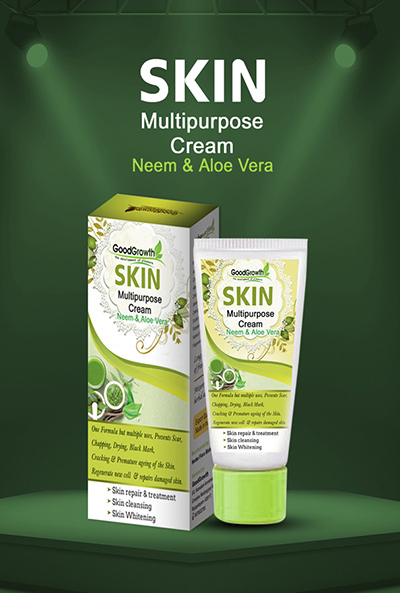 SKIN
Multipurpose
Cream
Neem & Aloe Vera
GoodGrowth
SKIN
Multipurpose
Cream
Neem & Aloe Vera
One Formula but multiple uses, Prevents Scar,
Chapping, Drying, Black Mark,
Cracking & Premature ageing of the Skin.
Regenerate new cell & repairs damaged skin.
➤ Skin repair & treatment
➤ Skin cleansing
➤ Skin Whitening
GoodGrowth
GoodGrowth
SKIN
Multipurpose
Cream
Neem & Aloe Vera
One Formula but multiple uses, Prevents Scar,
Chapping, Drying, Black Mark,
Cracking & Premature ageing of the Skin.
Regenerate new cell & repairs damaged skin.
➤ Skin repair & treatment
➤ Skin cleansing
➤ Skin Whitening